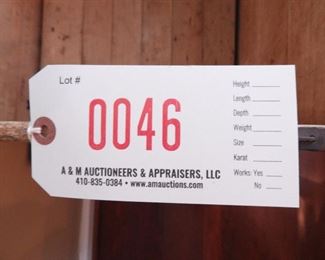 Lot #
0046
A & M AUCTIONEERS & APPRAISERS, LLC
410-835-0384 • www.amauctions.com
Height
Length
Depth
Weight
Size
Karat
Works: Yes
No